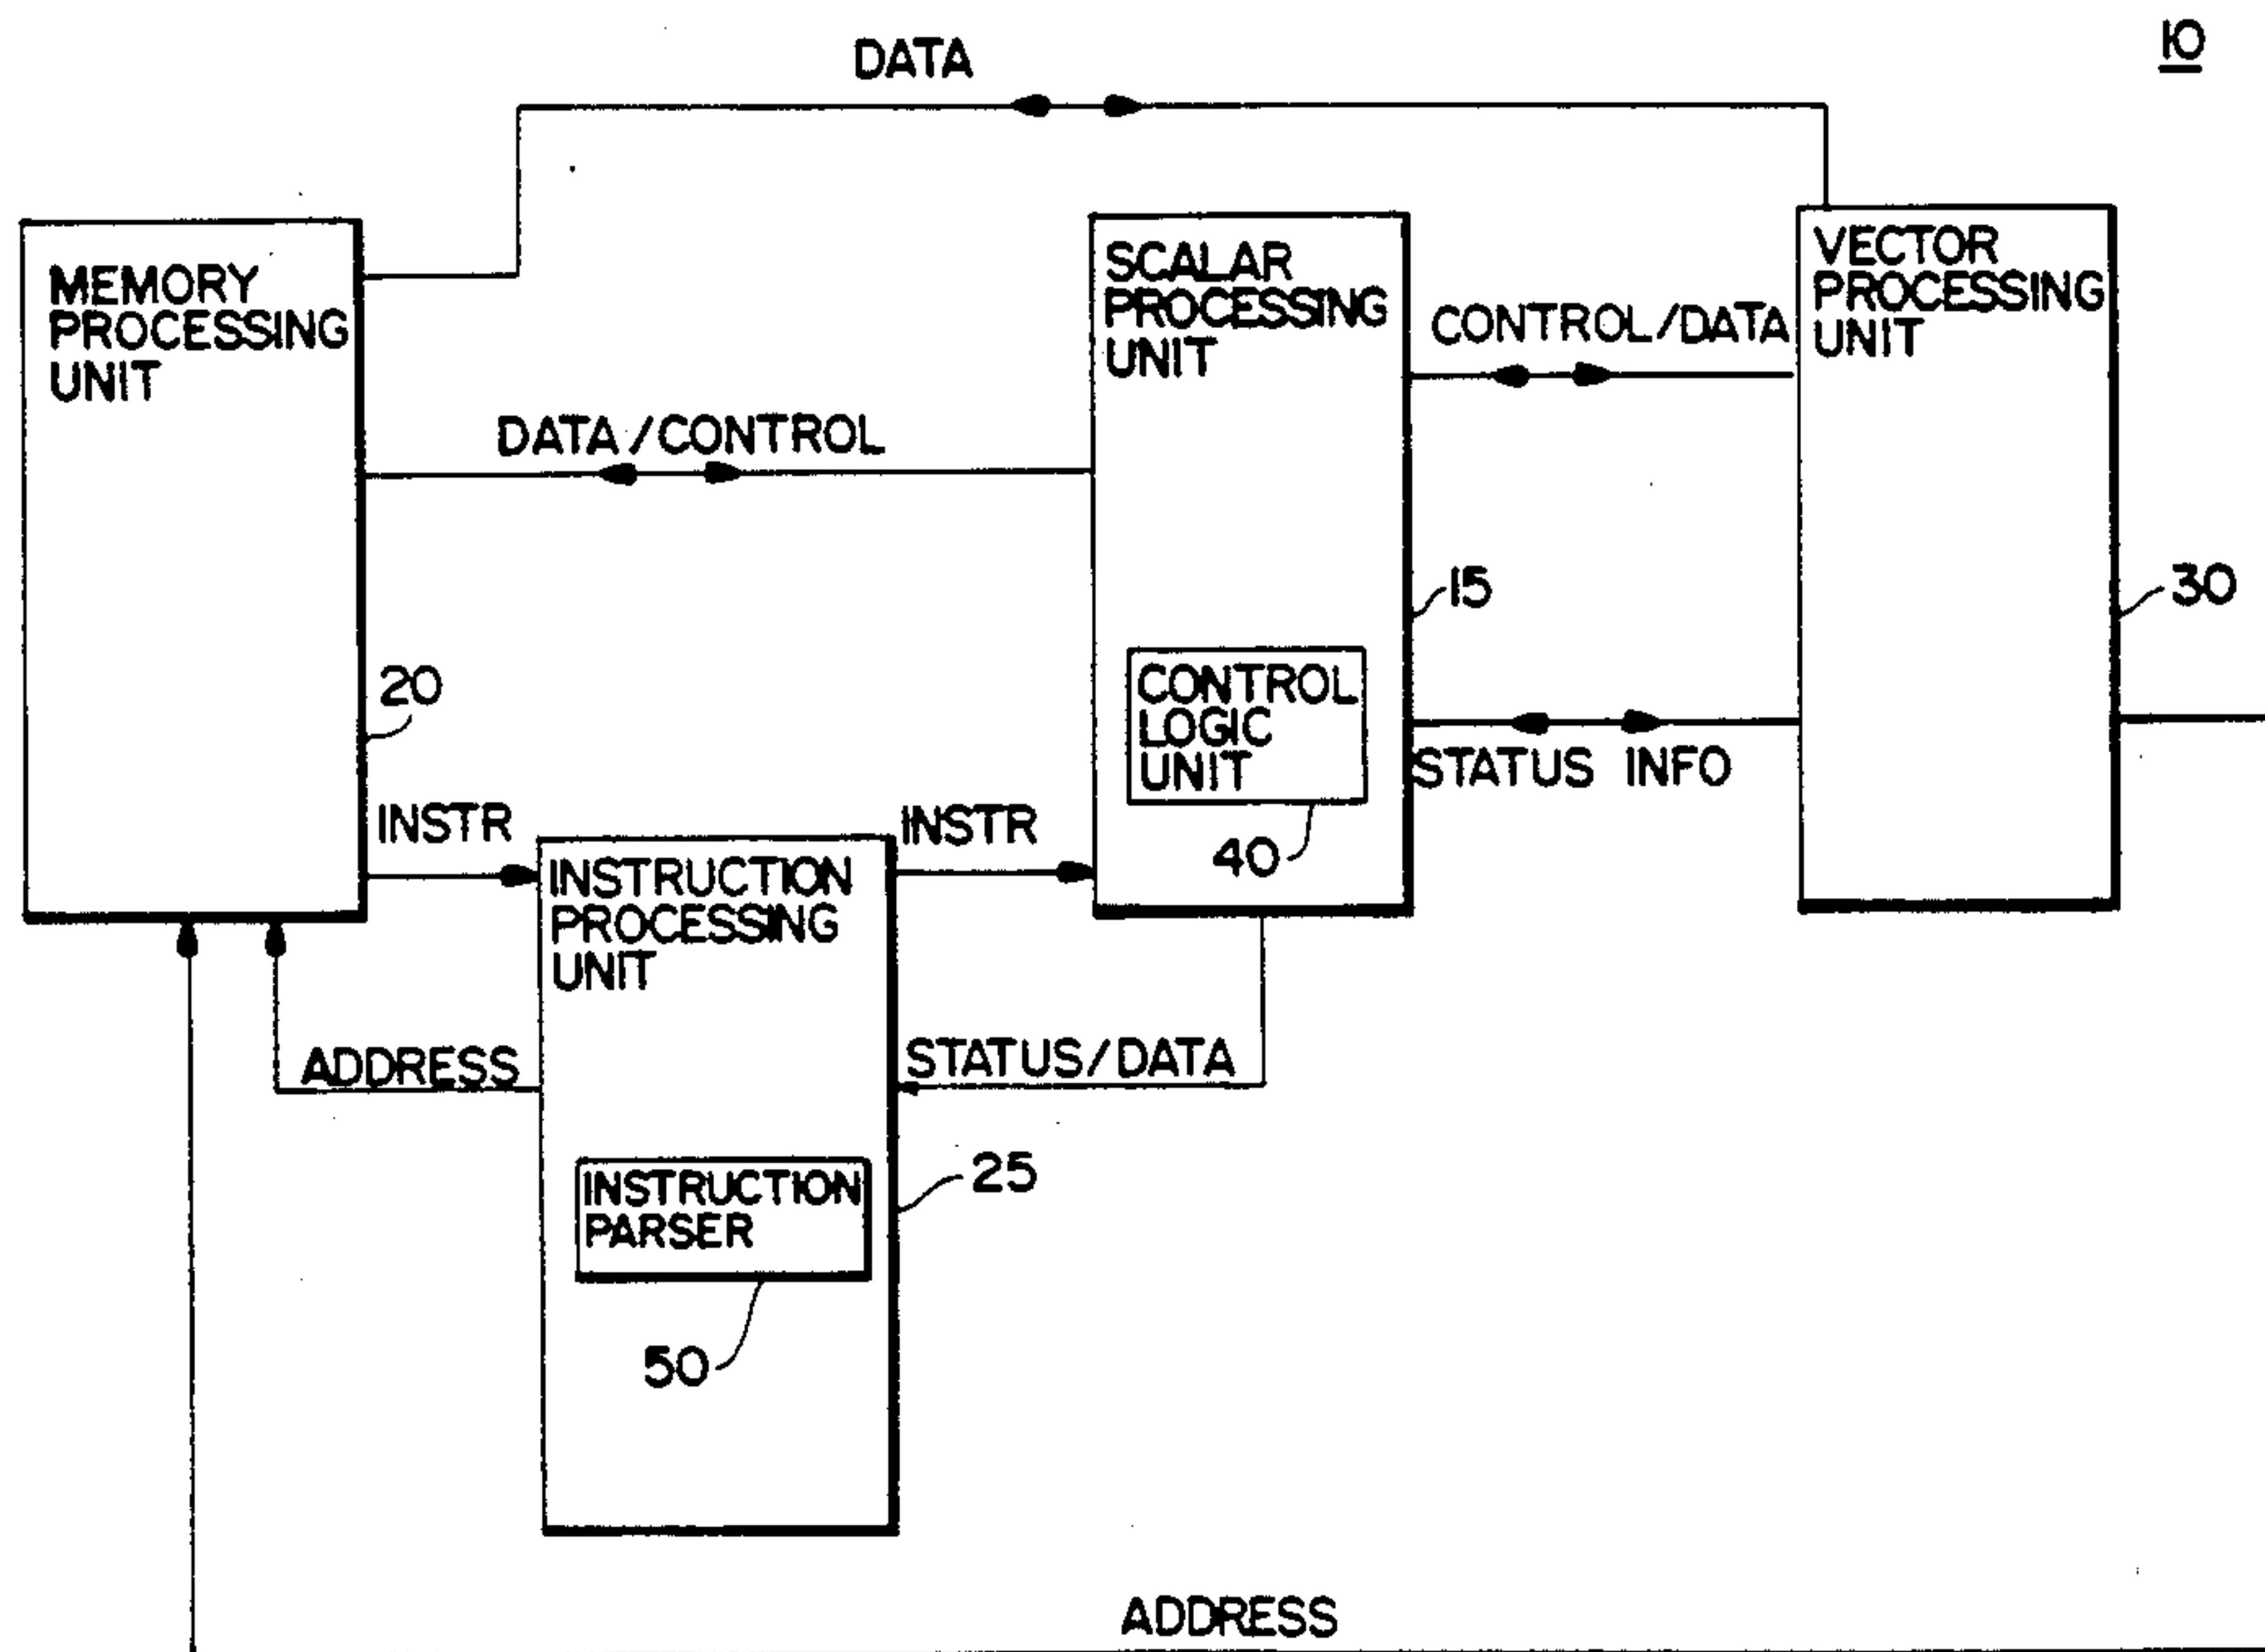 10
DATA
MEMORY
PROCESSING
UNIT
SCALAR
PROCESSING
UNIT
VECTOR
PROCESSING
UNIT
CONTROL/DATA
DATA/CONTROL
15
30
20
CONTROL
LOGIC
UNIT
STATUS INFO
INSTR
INSTR
40
INSTRUCTION
PROCESSING
UNIT
ADDRESS
STATUS/DATA
25
INSTRUCTION
PARSER
50
ADDRESS